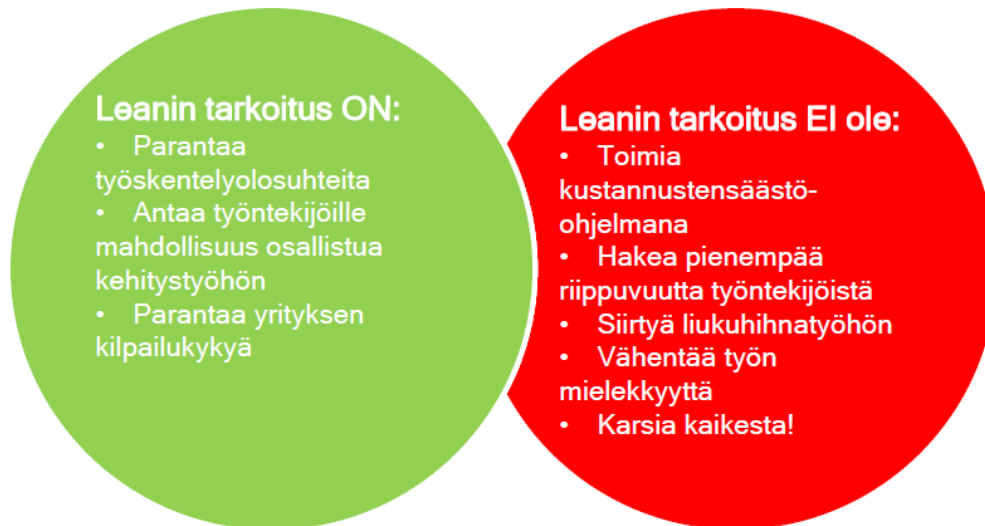 Leanin tarkoitus ON:
• Parantaa
työskentelyolosuhteita
• Antaa työntekijöille
mahdollisuus osallistua
kehitystyöhön
• Parantaa yrityksen
kilpailukykyä
Leanin tarkoitus EI ole:
• Toimia
kustannustensäästö-
ohjelmana
• Hakea pienempää
riippuvuutta työntekijöistä
• Siirtyä liukuhihnatyöhön
• Vähentää työn
mielekkyyttä
• Karsia kaikesta!